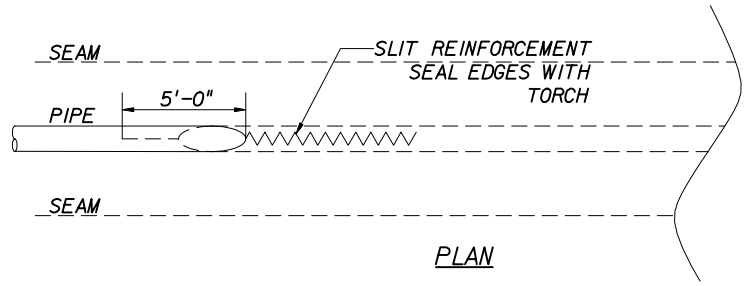 SEAM
SLIT REINFORCEMENT
SEAL EDGES WITH
TORCH
5'-0"
PIPE
SEAM
PLAN